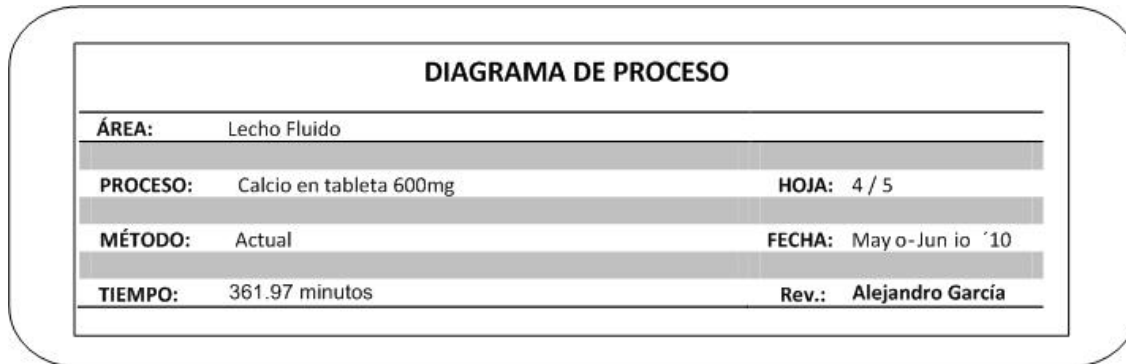 DIAGRAMA DE PROCESO
ÁREA: Lecho Fluido
PROCESO: Calcio en tableta 600mg HOJA: 4 / 5
MÉTODO: Actual FECHA: May o-Jun io ´10
TIEMPO: 361.97 minutos Rev.: Alejandro García